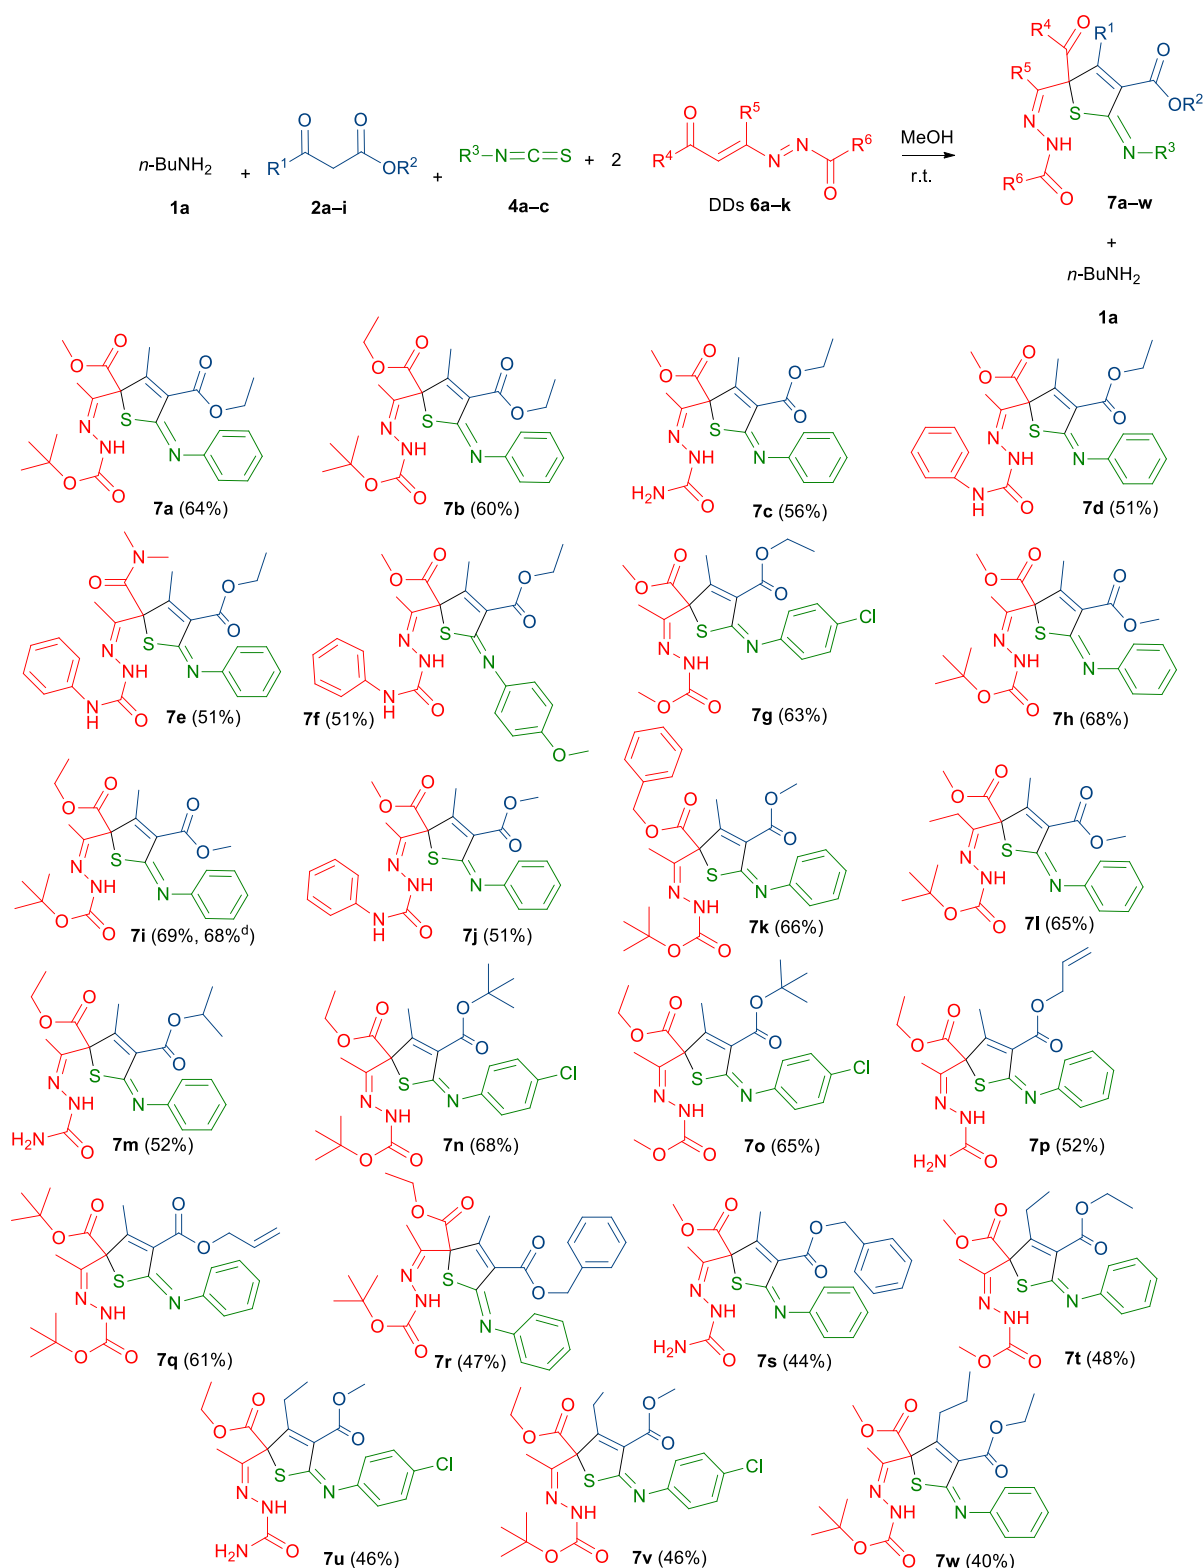 n-BuNH2 + R1 O O OR2 + R3 N C S + 2 R4 O R5 N N O R6 MeOH r.t. R4 O R1 R5 O OR2 S N NH N R3 R6 O
1a 2a–i 4a–c DDs 6a–k 7a–w
+
n-BuNH2
1a
7a (64%) 7b (60%) 7c (56%) 7d (51%)
7e (51%) 7f (51%) 7g (63%) 7h (68%)
7i (69%, 68%d) 7j (51%) 7k (66%) 7l (65%)
7m (52%) 7n (68%) 7o (65%) 7p (52%)
7q (61%) 7r (47%) 7s (44%) 7t (48%)
7u (46%) 7v (46%) 7w (40%)